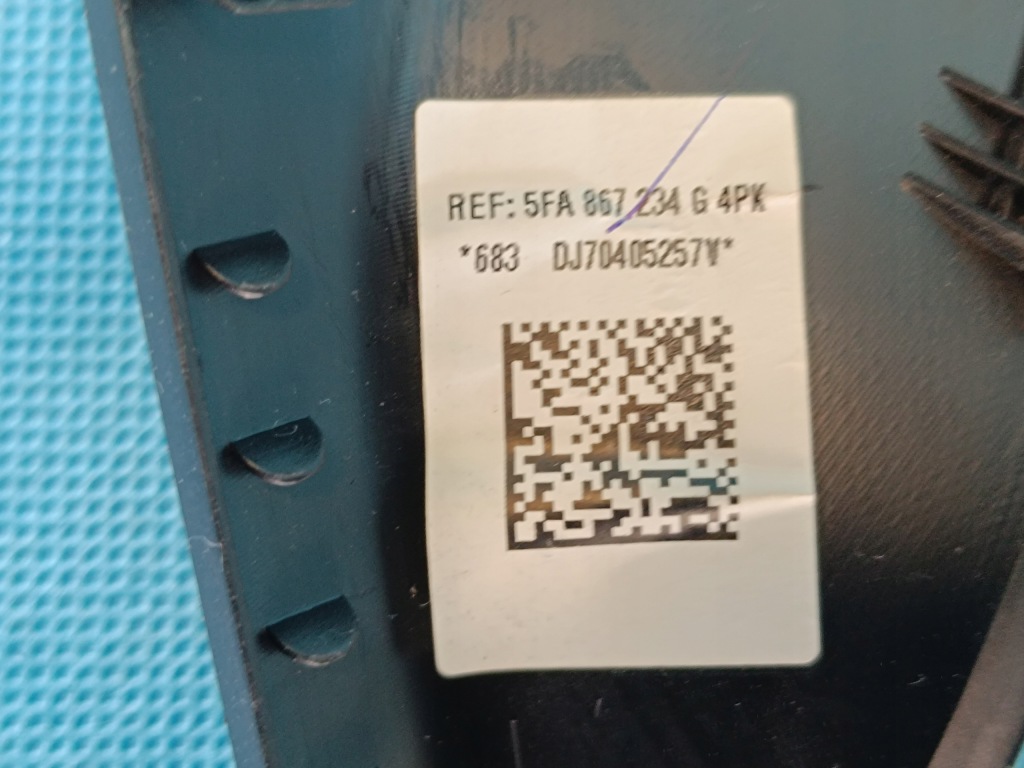 REF: 5FA 867 234 G 4PK
*683 DJ70405257V*